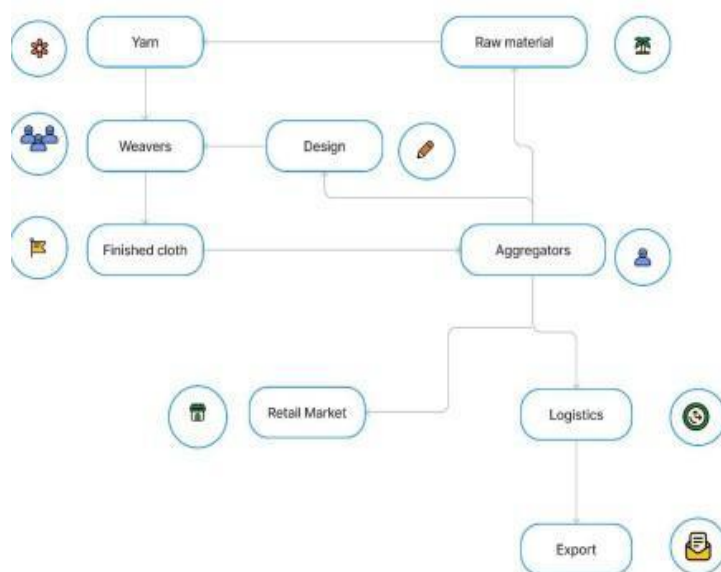 Yarn
Raw material
Weavers
Design
Finished cloth
Aggregators
Retail Market
Logistics
Export